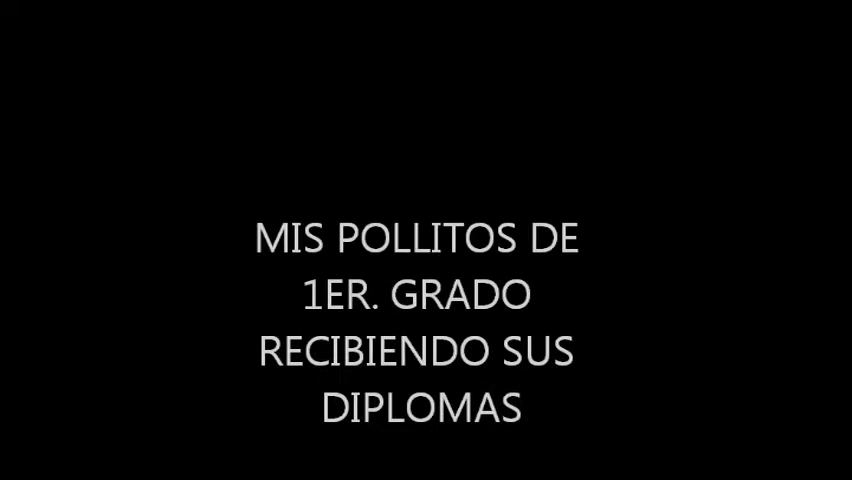 MIS POLLITOS DE
1ER. GRADO
RECIBIENDO SUS
DIPLOMAS